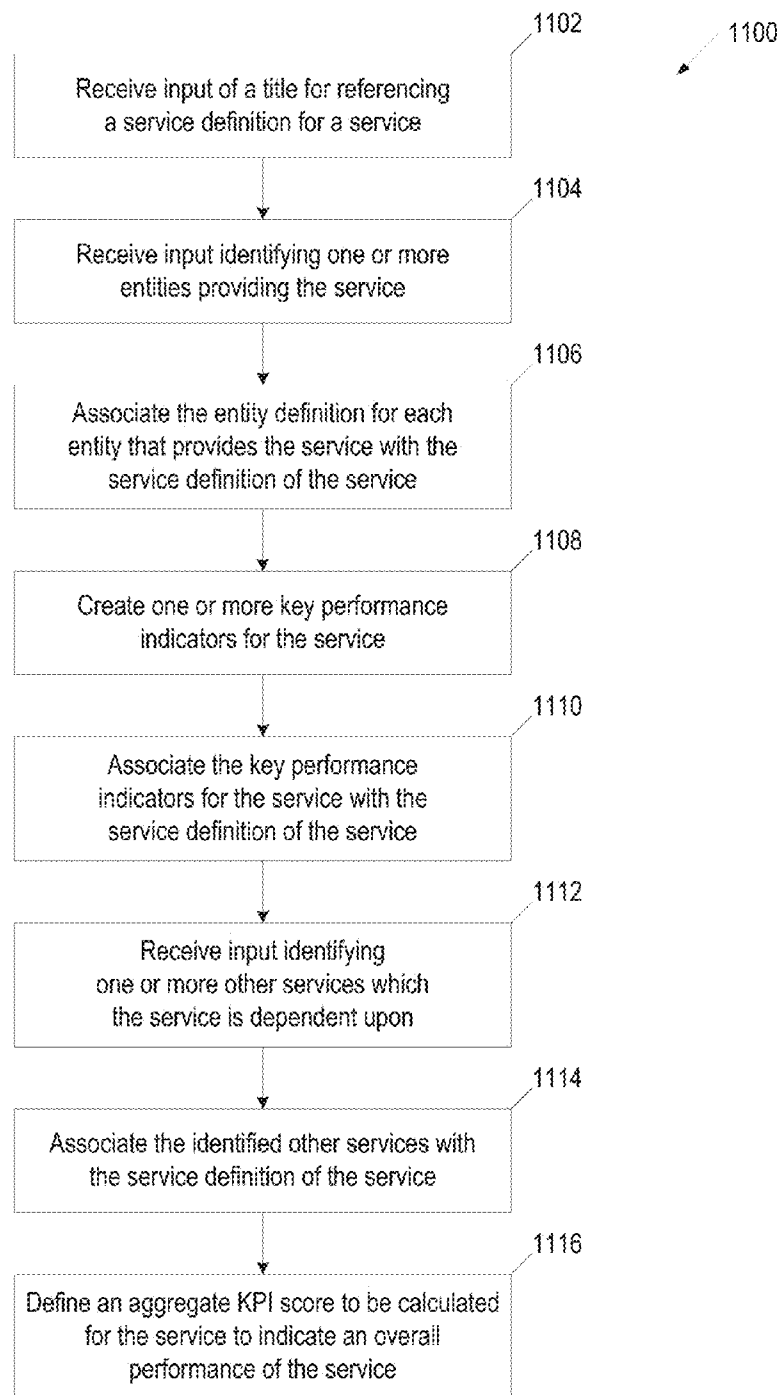 1100
1102
Receive input of a title for referencing
a service definition for a service
1104
Receive input identifying one or more
entities providing the service
1106
Associate the entity definition for each
entity that provides the service with the
service definition of the service
1108
Create one or more key performance
indicators for the service
1110
Associate the key performance
indicators for the service with the
service definition of the service
1112
Receive input identifying
one or more other services which
the service is dependent upon
1114
Associate the identified other services with
the service definition of the service
1116
Define an aggregate KPI score to be calculated
for the service to indicate an overall
performance of the service